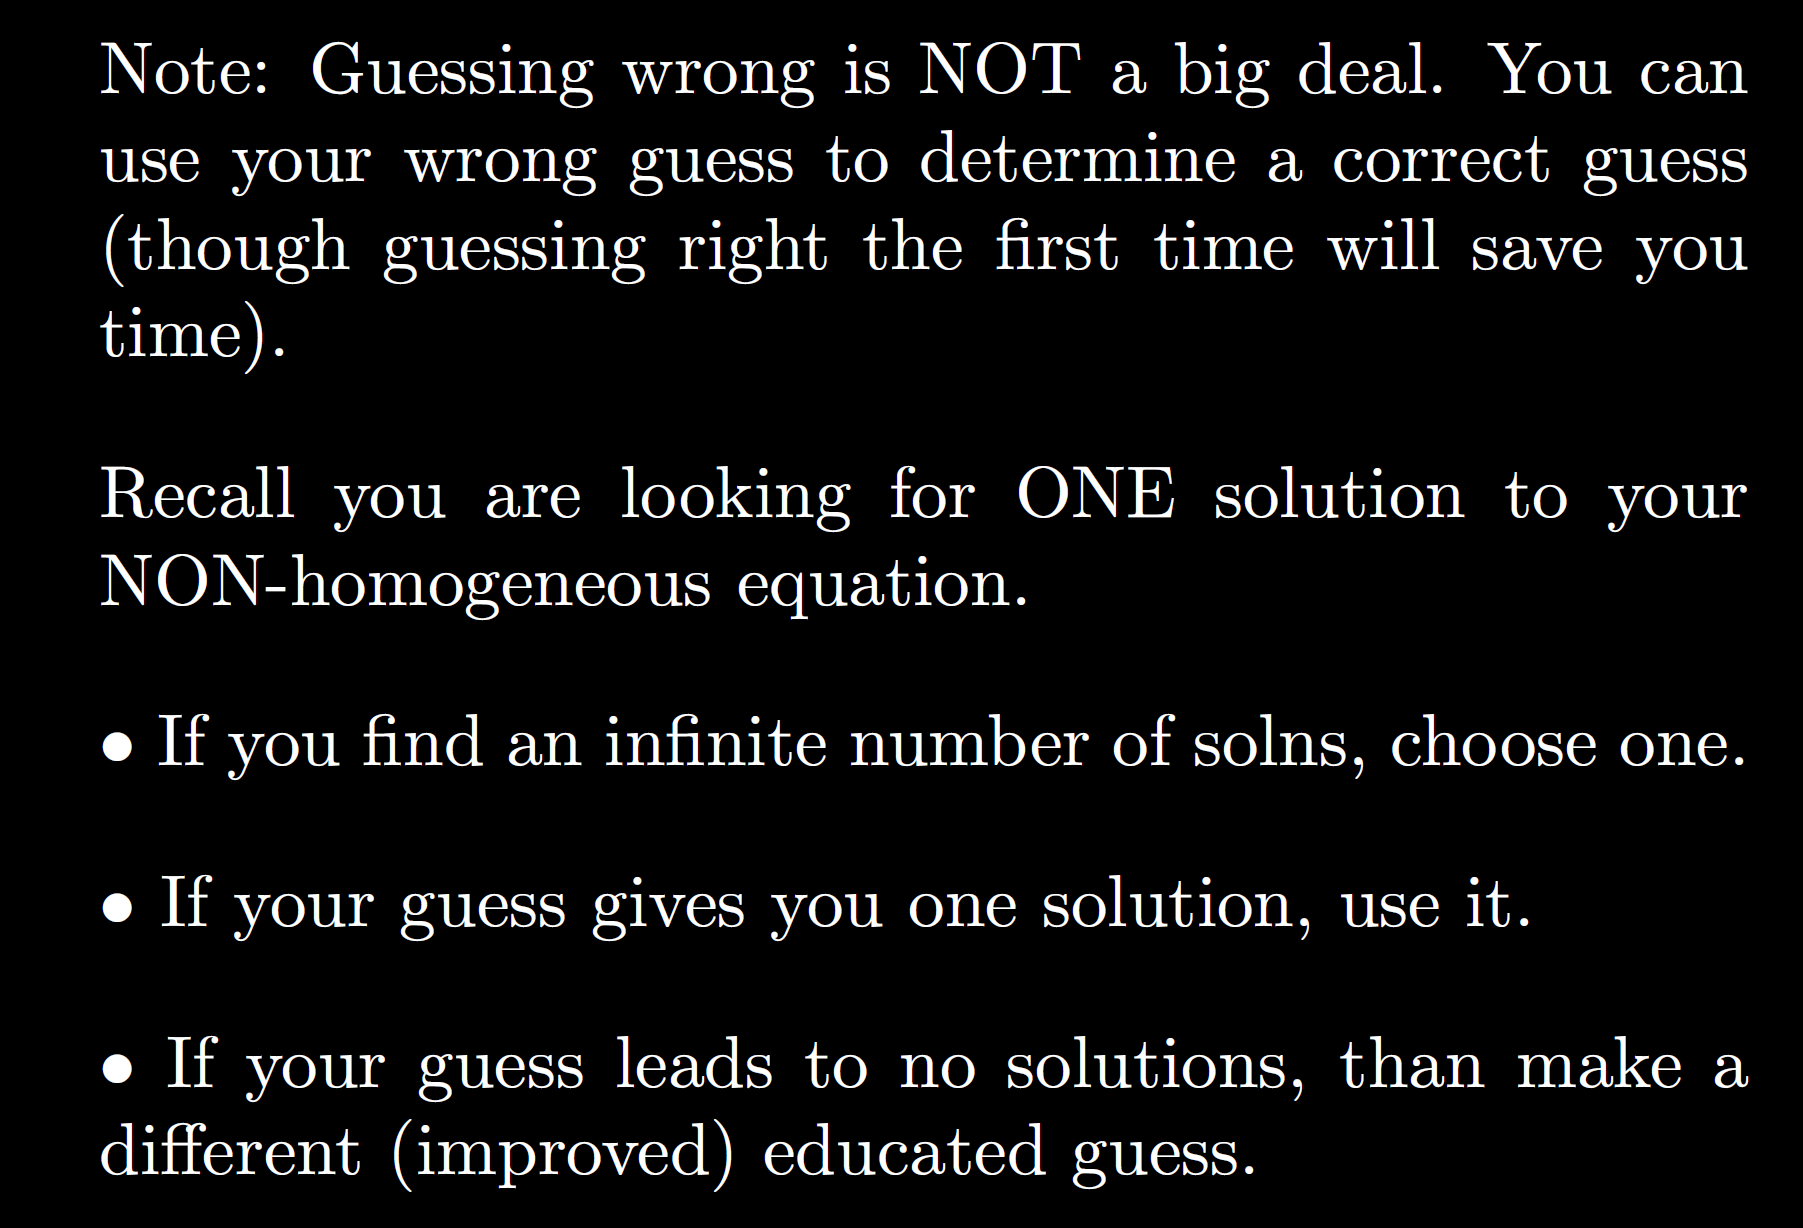 Note: Guessing wrong is NOT a big deal. You can
use your wrong guess to determine a correct guess
(though guessing right the first time will save you
time).
Recall you are looking for ONE solution to your
NON-homogeneous equation.
• If you find an infinite number of solns, choose one.
• If your guess gives you one solution, use it.
• If your guess leads to no solutions, than make a
different (improved) educated guess.